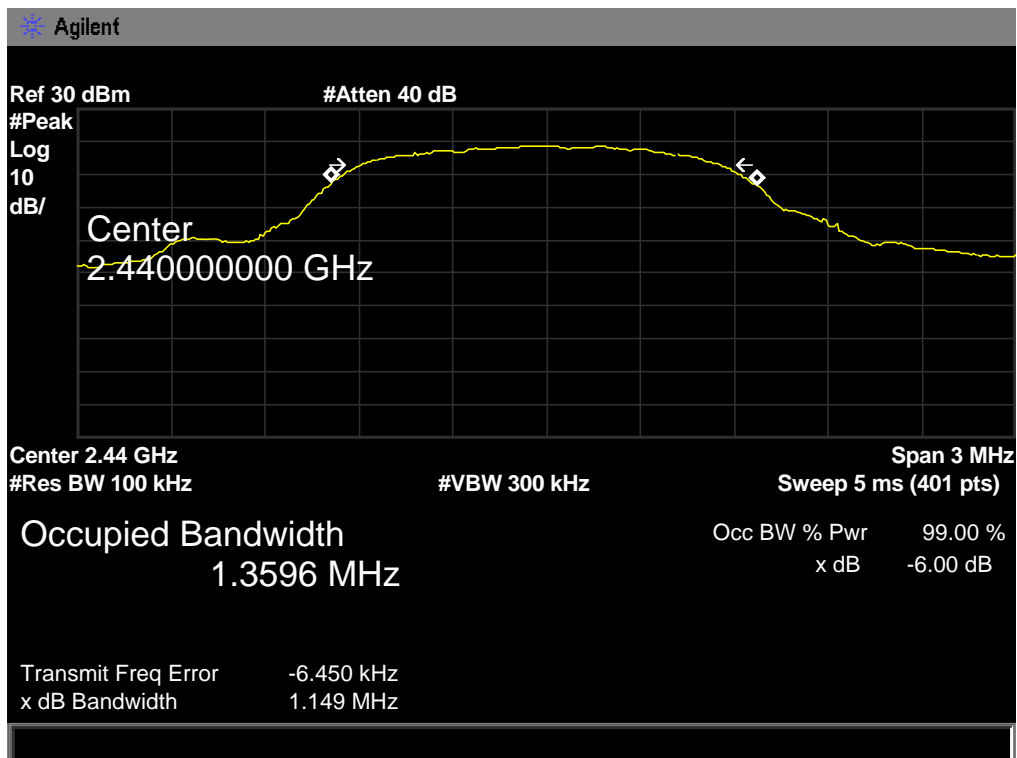 Agilent
Ref 30 dBm #Atten 40 dB
#Peak
Log
10
dB/
Center
2.440000000 GHz
Center 2.44 GHz Span 3 MHz
#Res BW 100 kHz #VBW 300 kHz Sweep 5 ms (401 pts)
Occupied Bandwidth Occ BW % Pwr 99.00 %
1.3596 MHz x dB -6.00 dB
Transmit Freq Error -6.450 kHz
x dB Bandwidth 1.149 MHz